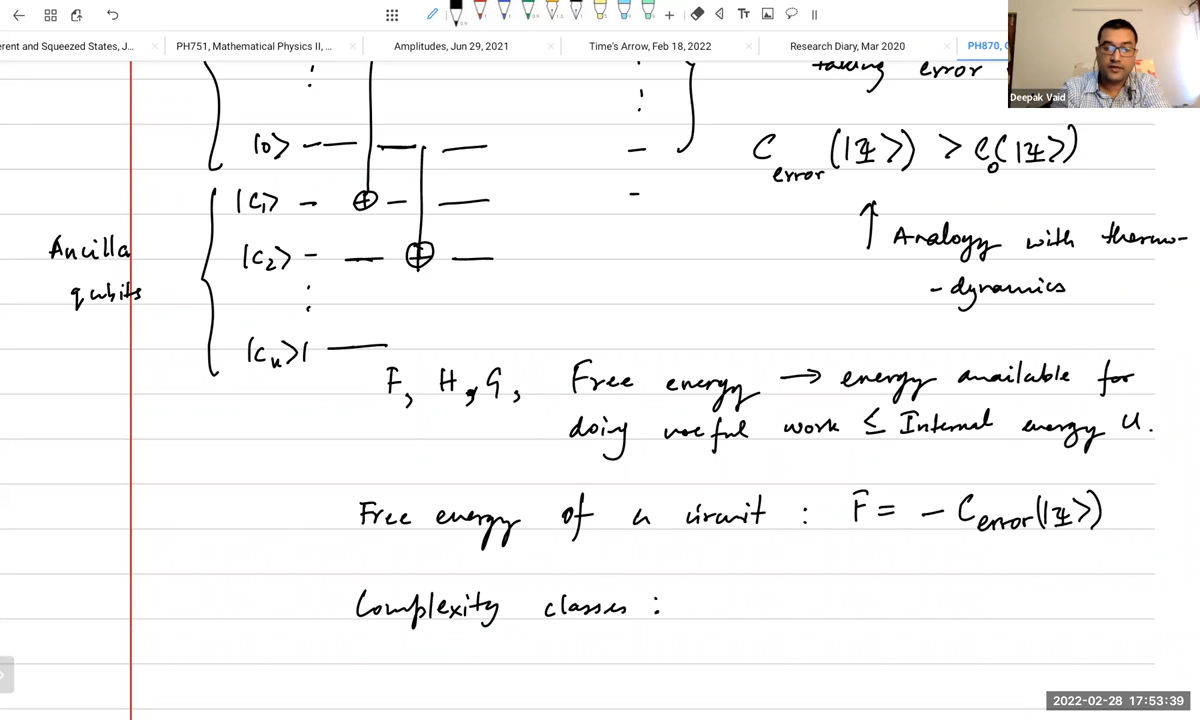 rent and Squeezed States, J...
PH751, Mathematical Physics II, ...
Amplitudes, Jun 29, 2021
Time's Arrow, Feb 18, 2022
Research Diary, Mar 2020
PH870,
taking error
Deepak Vaid
|0⟩
C_error (|Ψ⟩) > C_0(|Ψ⟩)
|C_1⟩
↑ Analogy with thermo-
- dynamics
Ancilla
qubits
|C_2⟩
|C_k⟩
F, H, G, Free energy → energy available for
doing useful work ≤ Internal energy U.
Free energy of a circuit : F = - C_error(|Ψ⟩)
Complexity classes :
2022-02-28 17:53:39